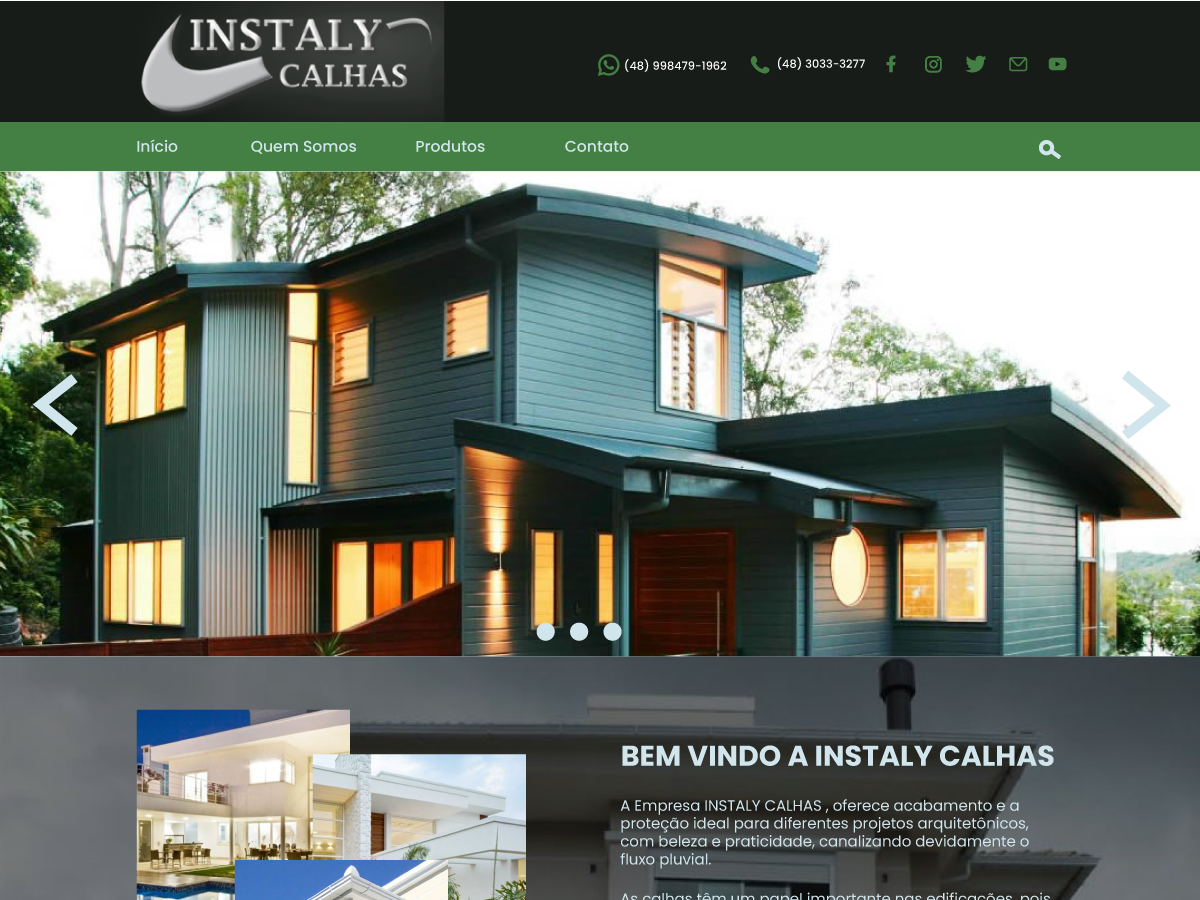 INSTALY
CALHAS
(48) 998479-1962
(48) 3033-3277
Início
Quem Somos
Produtos
Contato
BEM VINDO A INSTALY CALHAS
A Empresa INSTALY CALHAS , oferece acabamento e a
proteção ideal para diferentes projetos arquitetônicos,
com beleza e praticidade, canalizando devidamente o
fluxo pluvial.
As calhas têm um papel importante nas edificações, pois